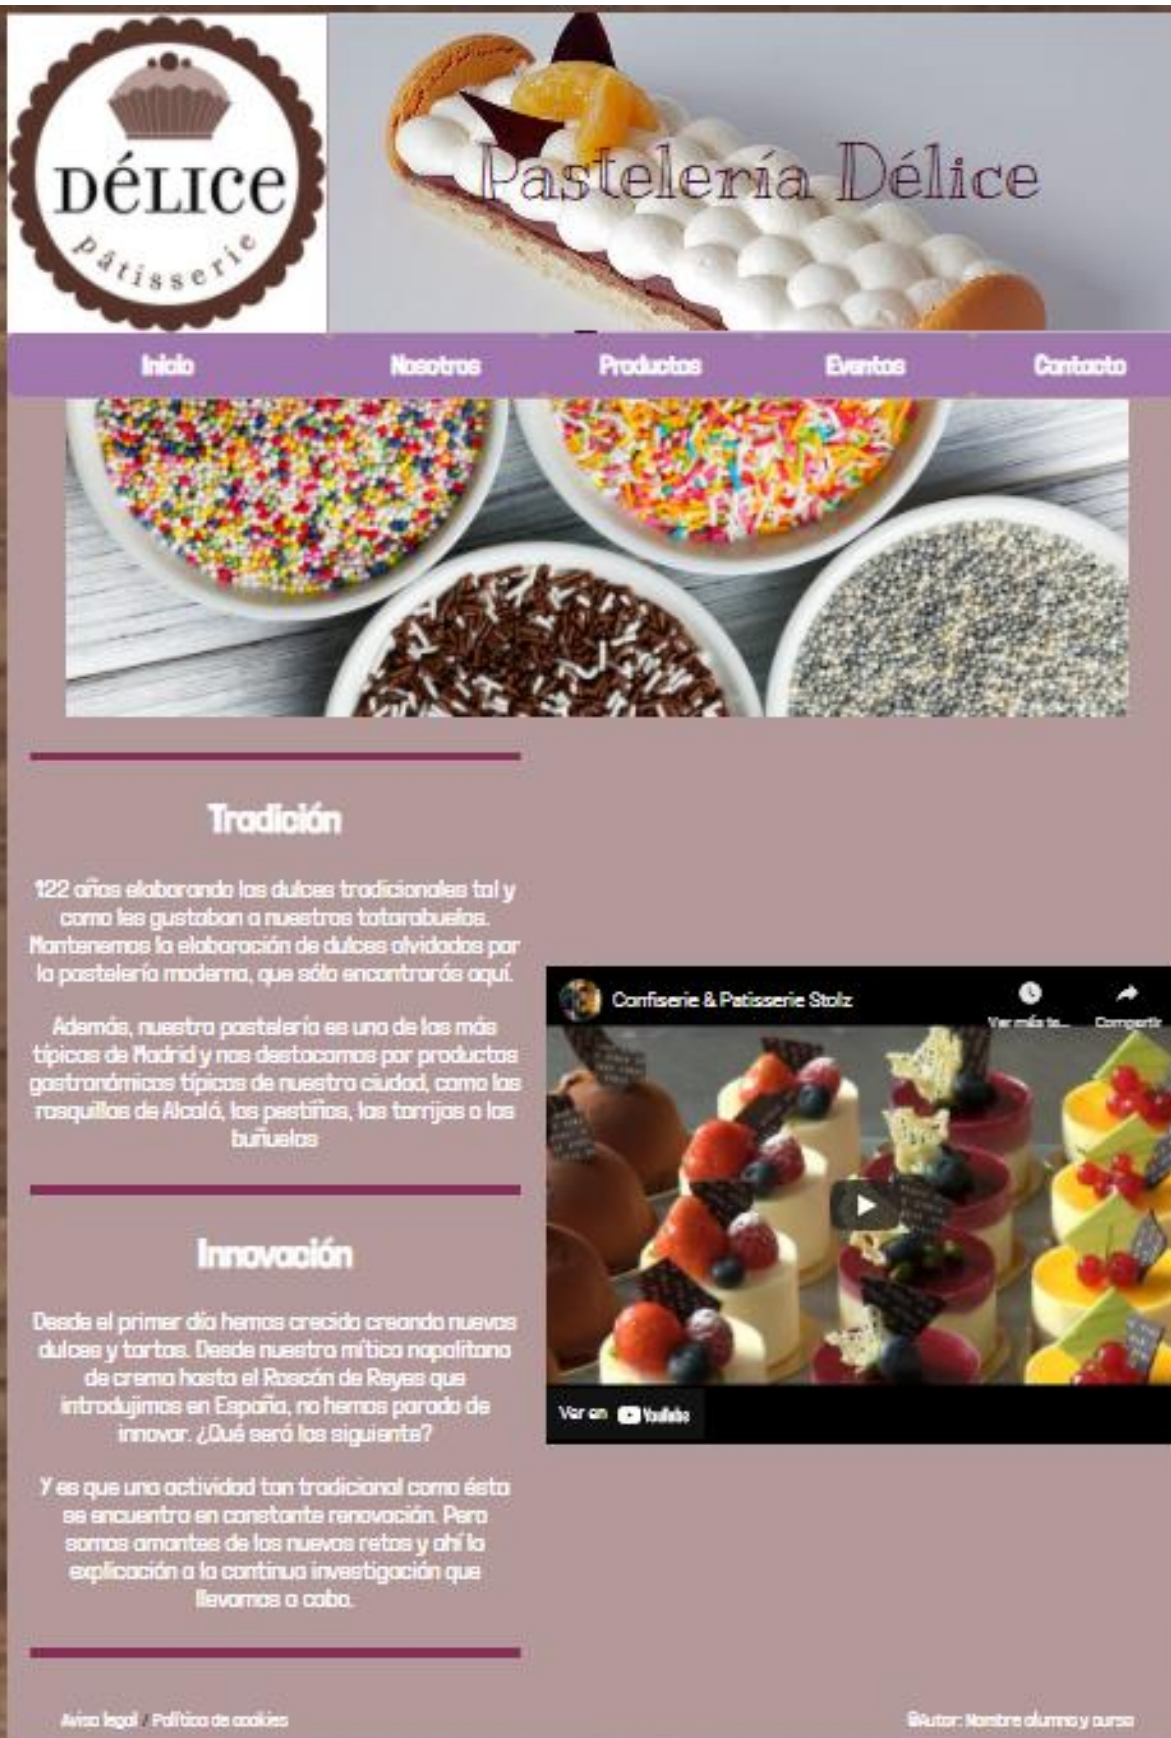 DÉLICE
pâtisserie
Pastelería Délice
Inicio Nosotros Productos Eventos Contacto
Tradición
122 años elaborando los dulces tradicionales tal y
como les gustaban a nuestros tatarabuelos.
Mantenemos la elaboración de dulces olvidados por
la pastelería moderna, que sólo encontrarás aquí.
Además, nuestra pastelería es una de las más
típicas de Madrid y nos destacamos por productos
gastronómicos típicos de nuestra ciudad, como las
rosquillas de Alcalá, los pestiños, las torrijas o los
buñuelos
Confiserie & Patisserie Stolz
Ver más ta... Compartir
Ver en YouTube
Innovación
Desde el primer día hemos crecido creando nuevos
dulces y tartas. Desde nuestra mítica napolitana
de crema hasta el Roscón de Reyes que
introdujimos en España, no hemos parado de
innovar. ¿Qué será los siguiente?
Y es que una actividad tan tradicional como ésta
se encuentra en constante renovación. Pero
somos amantes de los nuevos retos y ahí la
explicación a la continua investigación que
llevamos a cabo.
Aviso legal / Política de cookies
@Autor: Nombre alumno y curso